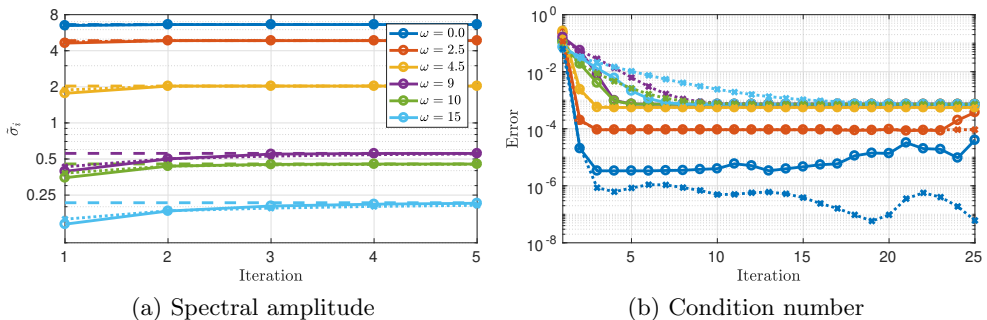 8
4
2
1
0.5
0.25
σ̄ᵢ
1
2
3
4
5
Iteration
ω = 0.0
ω = 2.5
ω = 4.5
ω = 9
ω = 10
ω = 15
(a) Spectral amplitude
10⁰
10⁻²
10⁻⁴
10⁻⁶
10⁻⁸
Error
5
10
15
20
25
Iteration
(b) Condition number